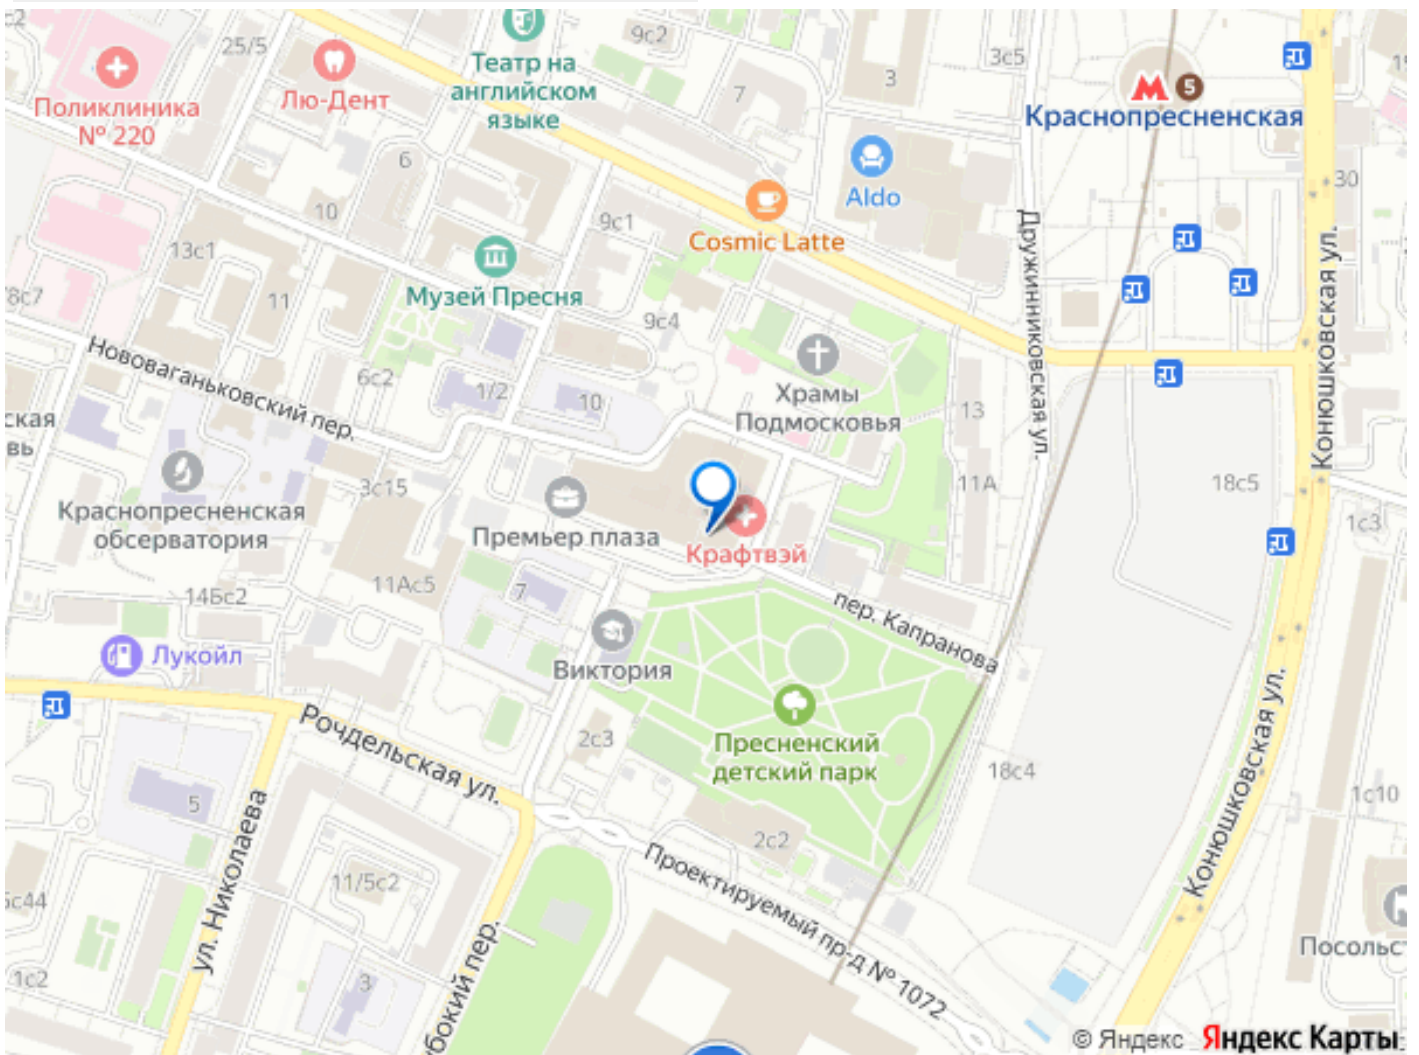 25/5
9с2
3с5
Театр на
английском
языке
3
7
5
Лю-Дент
Поликлиника
№ 220
Краснопресненская
6
Aldo
30
10
9с1
Cosmic Latte
13с1
Музей Пресня
11
9с4
Дружинниковская ул.
Конюшковская ул.
Нововаганьковский пер.
6с2
1/2
10
Храмы
Подмосковья
13
11А
18с5
3с15
Краснопресненская
обсерватория
Премьер плаза
Крафтвэй
1с3
11Ас5
14Бс2
7
пер. Капранова
Лукойл
Виктория
Рочдельская ул.
2с3
Пресненский
детский парк
18с4
Конюшковская ул.
5
1с10
2с2
ул. Николаева
11/5с2
Проектируемый пр-д № 1072
1с2
3
© Яндекс Яндекс Карты